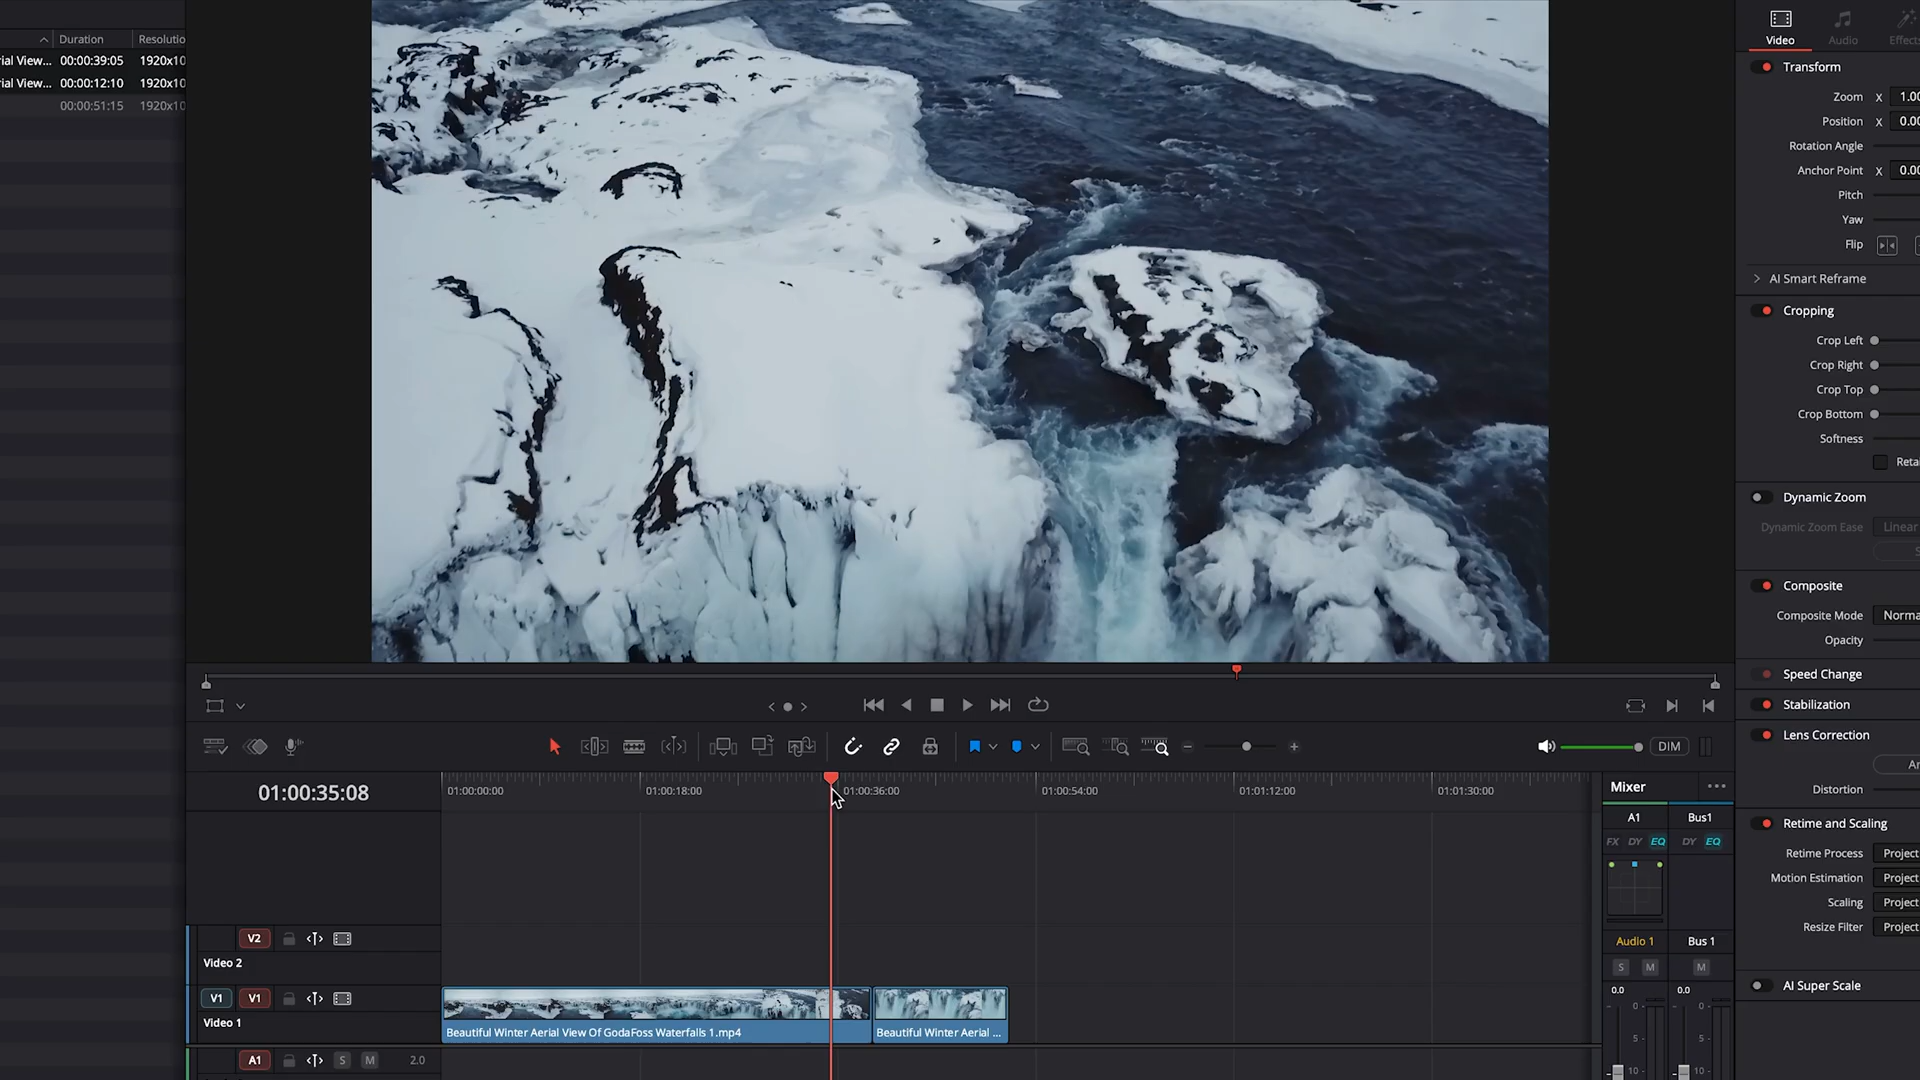 Duration Resolutio
rial View... 00:00:39:05 1920x10
rial View... 00:00:12:10 1920x10
00:00:51:15 1920x10
Video Audio Effects
Transform
Zoom X 1.00
Position X 0.00
Rotation Angle
Anchor Point X 0.00
Pitch
Yaw
Flip
AI Smart Reframe
Cropping
Crop Left
Crop Right
Crop Top
Crop Bottom
Softness
Retai
Dynamic Zoom
Dynamic Zoom Ease Linear
S
Composite
Composite Mode Norma
Opacity
Speed Change
Stabilization
Lens Correction
An
Distortion
Retime and Scaling
Retime Process Project
Motion Estimation Project
Scaling Project
Resize Filter Project
AI Super Scale
DIM
01:00:35:08
01:00:00:00 01:00:18:00 01:00:36:00 01:00:54:00 01:01:12:00 01:01:30:00
V2
Video 2
V1 V1
Video 1
Beautiful Winter Aerial View Of GodaFoss Waterfalls 1.mp4
Beautiful Winter Aerial ...
A1 S M 2.0
Mixer
A1 Bus1
FX DY EQ DY EQ
Audio 1 Bus 1
S M M
0.0 0.0
0 0
5 5
10 10